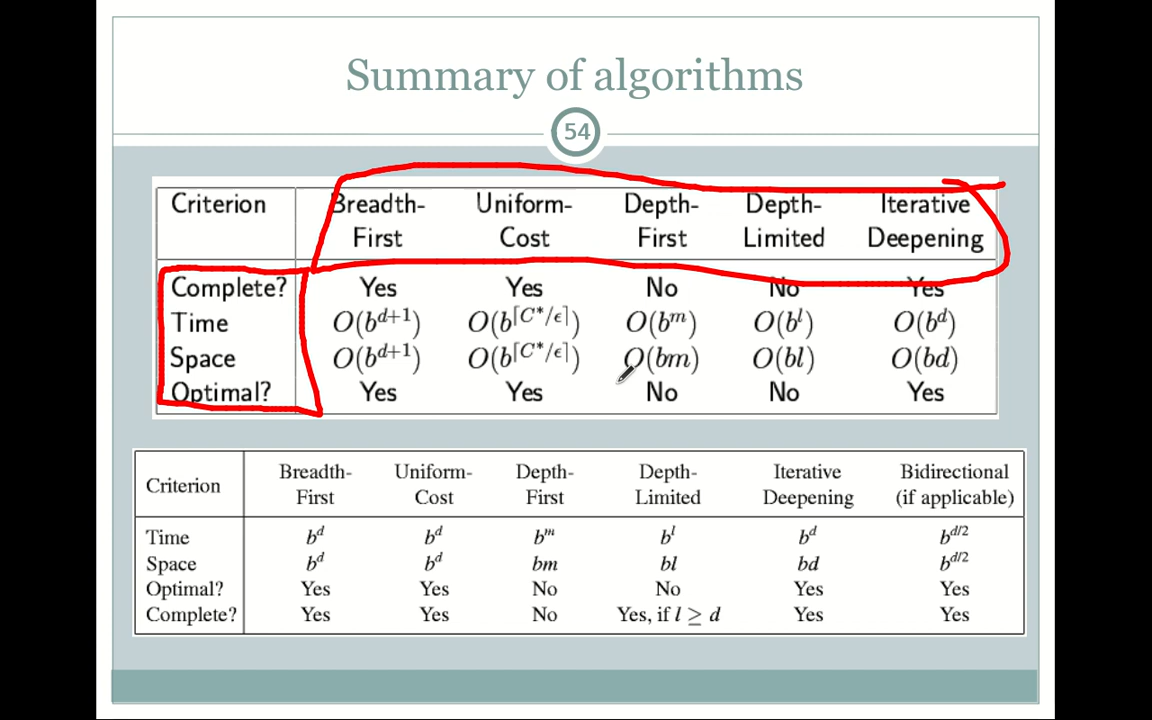 Summary of algorithms
54
Criterion Breadth- Uniform- Depth- Depth- Iterative
First Cost First Limited Deepening
Complete? Yes Yes No No Yes
Time O(b^{d+1}) O(b^{⌈C*/ϵ⌉}) O(b^m) O(b^l) O(b^d)
Space O(b^{d+1}) O(b^{⌈C*/ϵ⌉}) O(bm) O(bl) O(bd)
Optimal? Yes Yes No No Yes
Criterion Breadth- Uniform- Depth- Depth- Iterative Bidirectional
First Cost First Limited Deepening (if applicable)
Time b^d b^d b^m b^l b^d b^{d/2}
Space b^d b^d bm bl bd b^{d/2}
Optimal? Yes Yes No No Yes Yes
Complete? Yes Yes No Yes, if l ≥ d Yes Yes